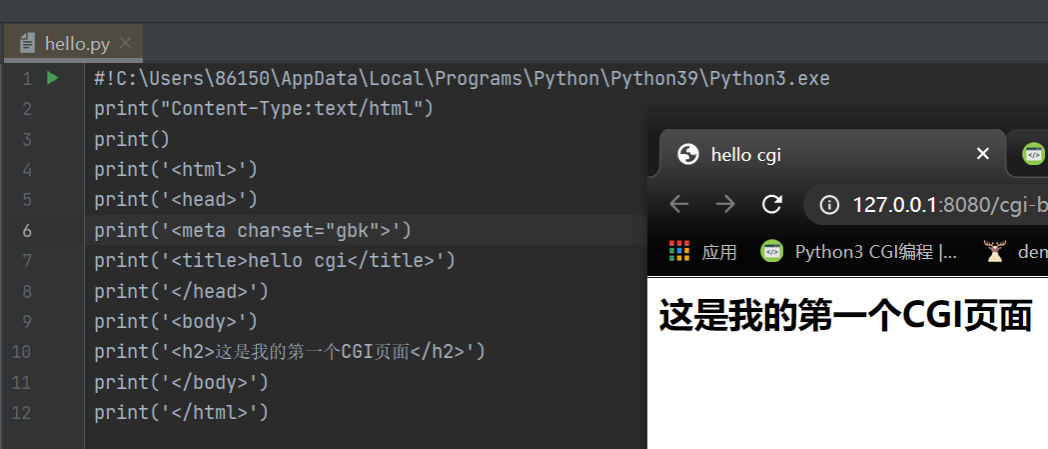 hello.py
1 #!C:\Users\86150\AppData\Local\Programs\Python\Python39\Python3.exe
2 print("Content-Type:text/html")
3 print()
4 print('<html>')
5 print('<head>')
6 print('<meta charset="gbk">')
7 print('<title>hello cgi</title>')
8 print('</head>')
9 print('<body>')
10 print('<h2>这是我的第一个CGI页面</h2>')
11 print('</body>')
12 print('</html>')
hello cgi
127.0.0.1:8080/cgi-b
应用 Python3 CGI编程 |... dem
这是我的第一个CGI页面